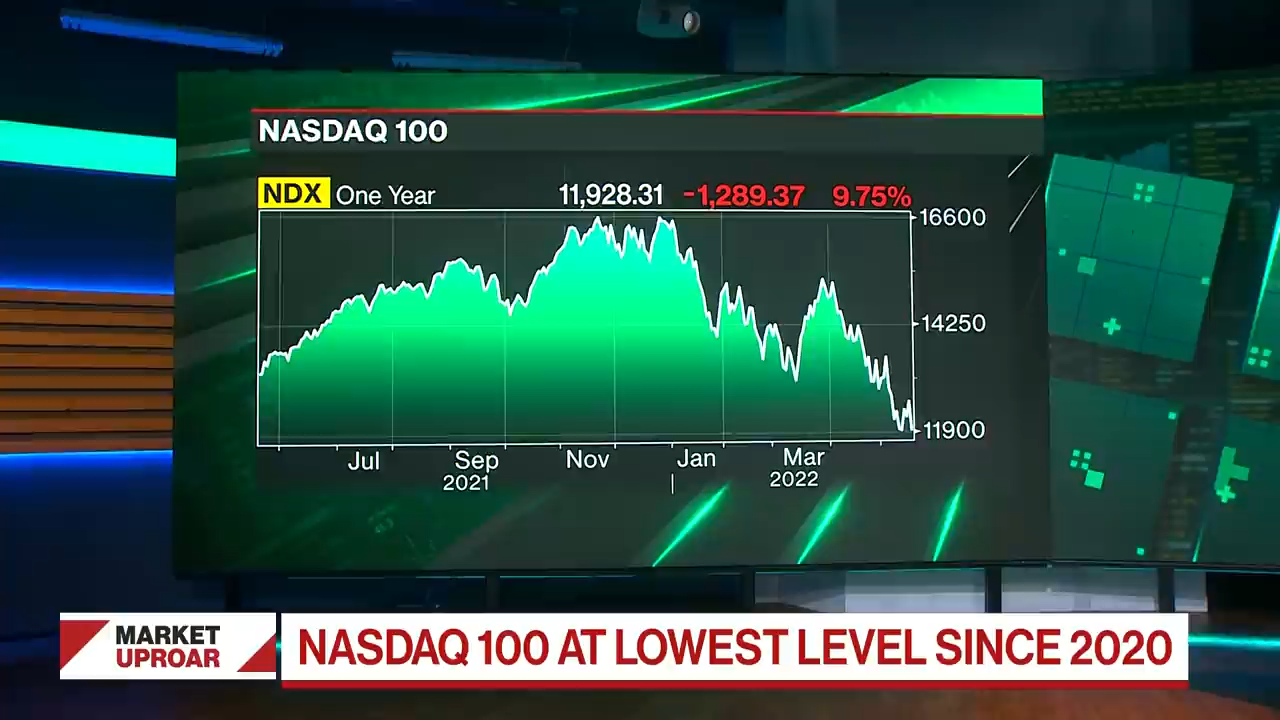 NASDAQ 100
NDX One Year 11,928.31 -1,289.37 9.75%
16600
14250
11900
Jul Sep Nov Jan Mar
2021 2022
MARKET
UPROAR
NASDAQ 100 AT LOWEST LEVEL SINCE 2020